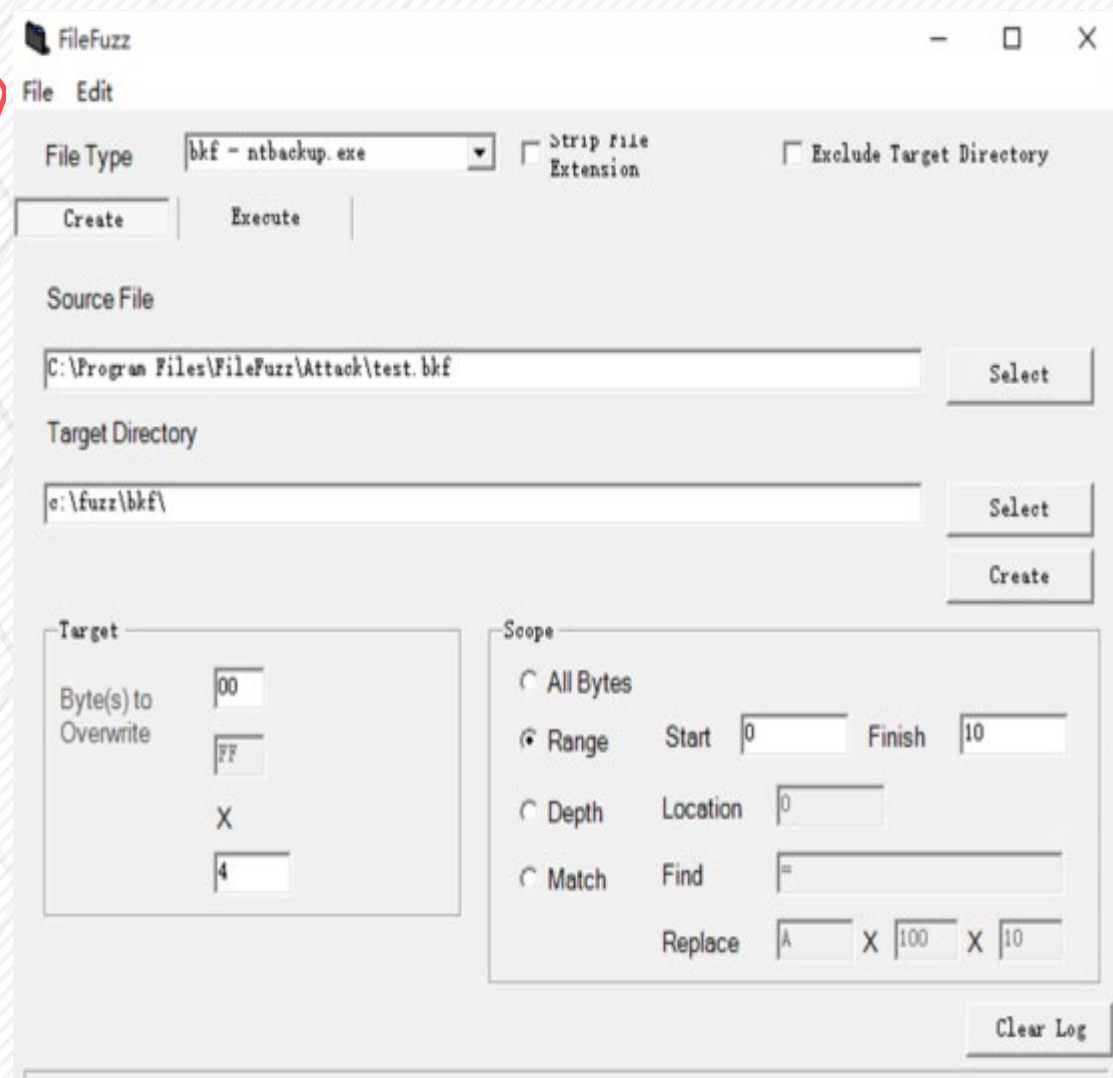 FileFuzz
File Edit
File Type bkf - ntbackup.exe Strip File Extension Exclude Target Directory
Create Execute
Source File
C:\Program Files\FileFuzz\Attack\test.bkf Select
Target Directory
c:\fuzz\bkf\ Select
Create
Target
Byte(s) to Overwrite 00
FF
X
4
Scope
All Bytes
Range Start 0 Finish 10
Depth Location 0
Match Find =
Replace A X 100 X 10
Clear Log